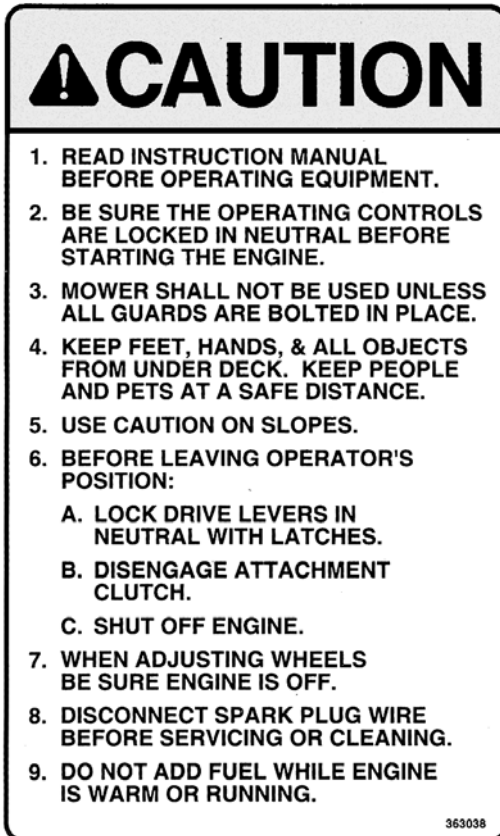 CAUTION
1. READ INSTRUCTION MANUAL
BEFORE OPERATING EQUIPMENT.
2. BE SURE THE OPERATING CONTROLS
ARE LOCKED IN NEUTRAL BEFORE
STARTING THE ENGINE.
3. MOWER SHALL NOT BE USED UNLESS
ALL GUARDS ARE BOLTED IN PLACE.
4. KEEP FEET, HANDS, & ALL OBJECTS
FROM UNDER DECK. KEEP PEOPLE
AND PETS AT A SAFE DISTANCE.
5. USE CAUTION ON SLOPES.
6. BEFORE LEAVING OPERATOR'S
POSITION:
A. LOCK DRIVE LEVERS IN
NEUTRAL WITH LATCHES.
B. DISENGAGE ATTACHMENT
CLUTCH.
C. SHUT OFF ENGINE.
7. WHEN ADJUSTING WHEELS
BE SURE ENGINE IS OFF.
8. DISCONNECT SPARK PLUG WIRE
BEFORE SERVICING OR CLEANING.
9. DO NOT ADD FUEL WHILE ENGINE
IS WARM OR RUNNING.
363038